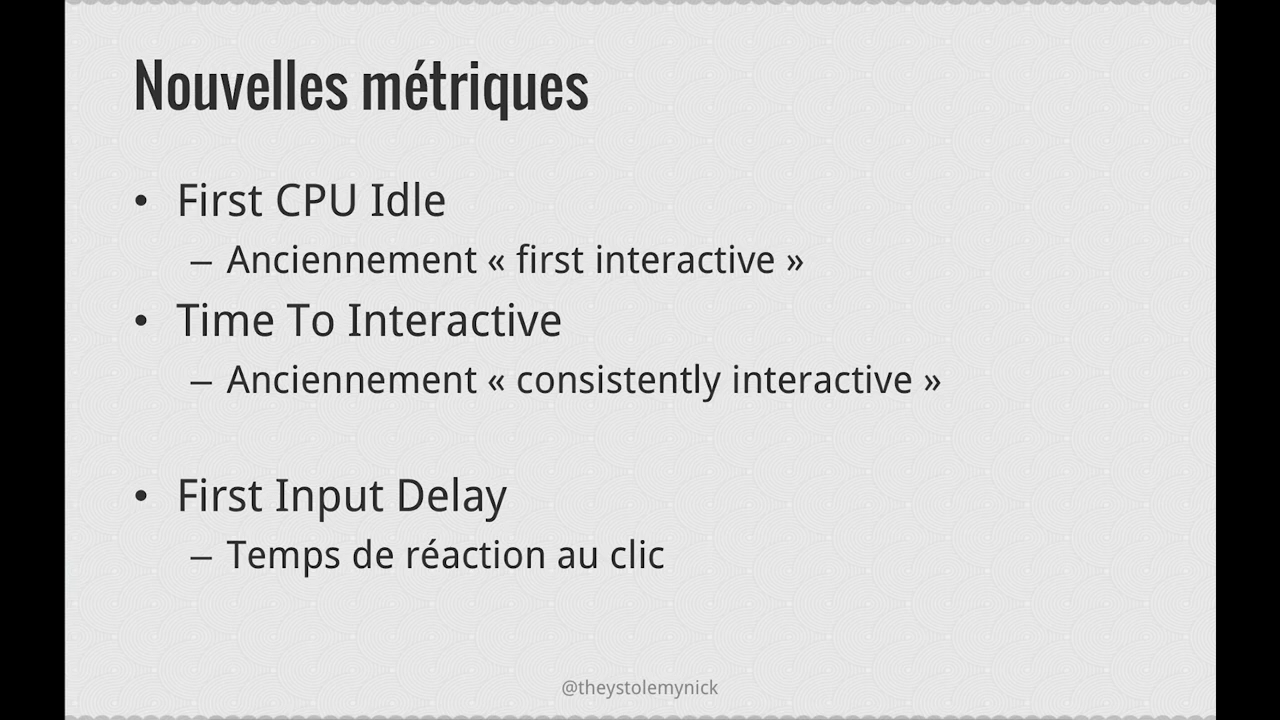 Nouvelles métriques
• First CPU Idle
– Anciennement « first interactive »
• Time To Interactive
– Anciennement « consistently interactive »
• First Input Delay
– Temps de réaction au clic
@theystolemynick